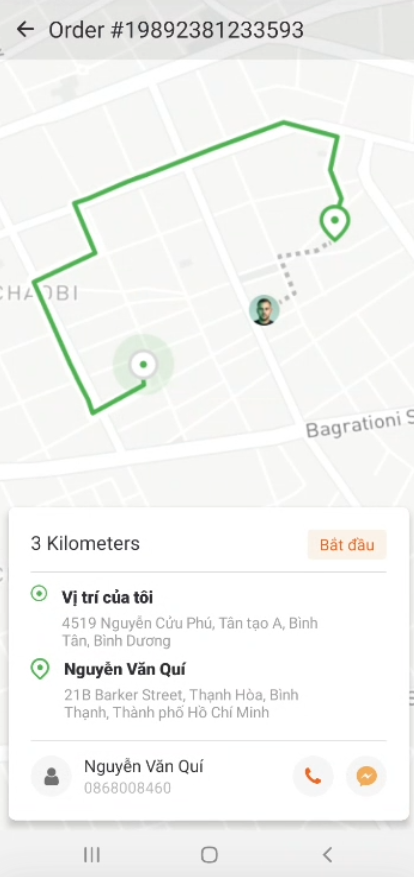 Order #19892381233593
CHAOBI
Bagrationi S
3 Kilometers
Bắt đầu
Vị trí của tôi
4519 Nguyễn Cửu Phú, Tân tạo A, Bình
Tân, Bình Dương
Nguyễn Văn Quí
21B Barker Street, Thạnh Hòa, Bình
Thạnh, Thành phố Hồ Chí Minh
Nguyễn Văn Quí
0868008460